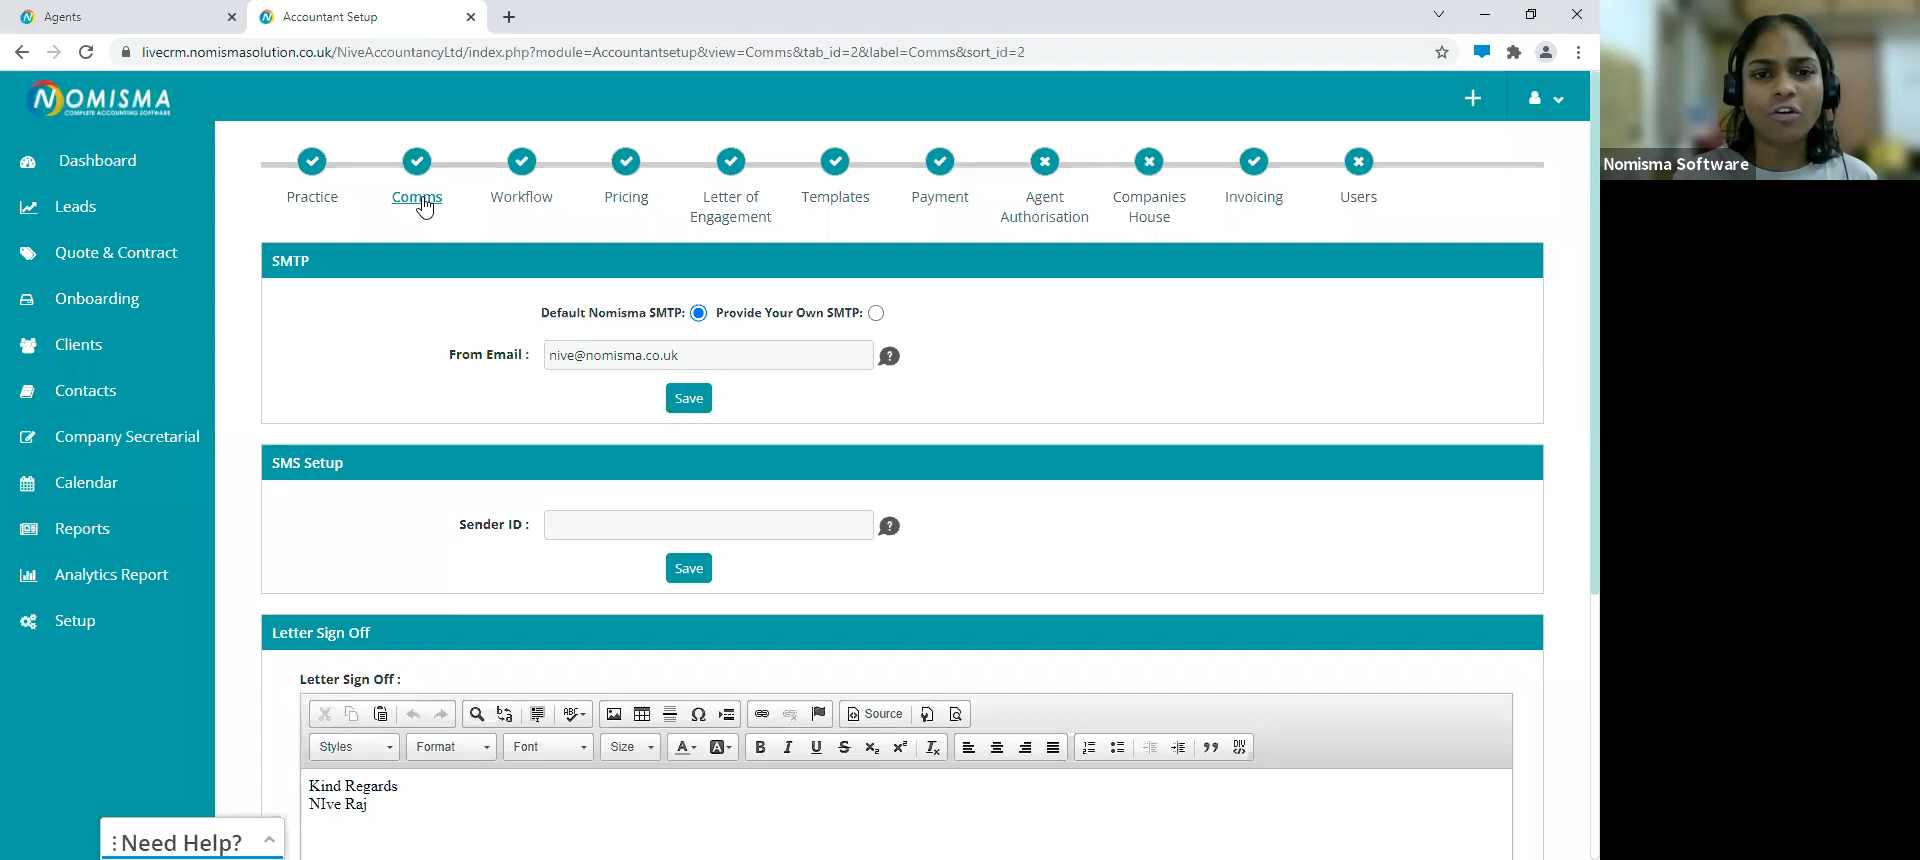 Agents
Accountant Setup
livecrm.nomismasolution.co.uk/NiveAccountancyLtd/index.php?module=Accountantsetup&view=Comms&tab_id=2&label=Comms&sort_id=2
NOMISMA
COMPLETE ACCOUNTING SOFTWARE
Dashboard
Leads
Quote & Contract
Onboarding
Clients
Contacts
Company Secretarial
Calendar
Reports
Analytics Report
Setup
Practice
Comms
Workflow
Pricing
Letter of
Engagement
Templates
Payment
Agent
Authorisation
Companies
House
Invoicing
Users
SMTP
Default Nomisma SMTP: Provide Your Own SMTP:
From Email : nive@nomisma.co.uk
Save
SMS Setup
Sender ID :
Save
Letter Sign Off
Letter Sign Off :
Source
Styles Format Font Size
Kind Regards
NIve Raj
Need Help?
Nomisma Software